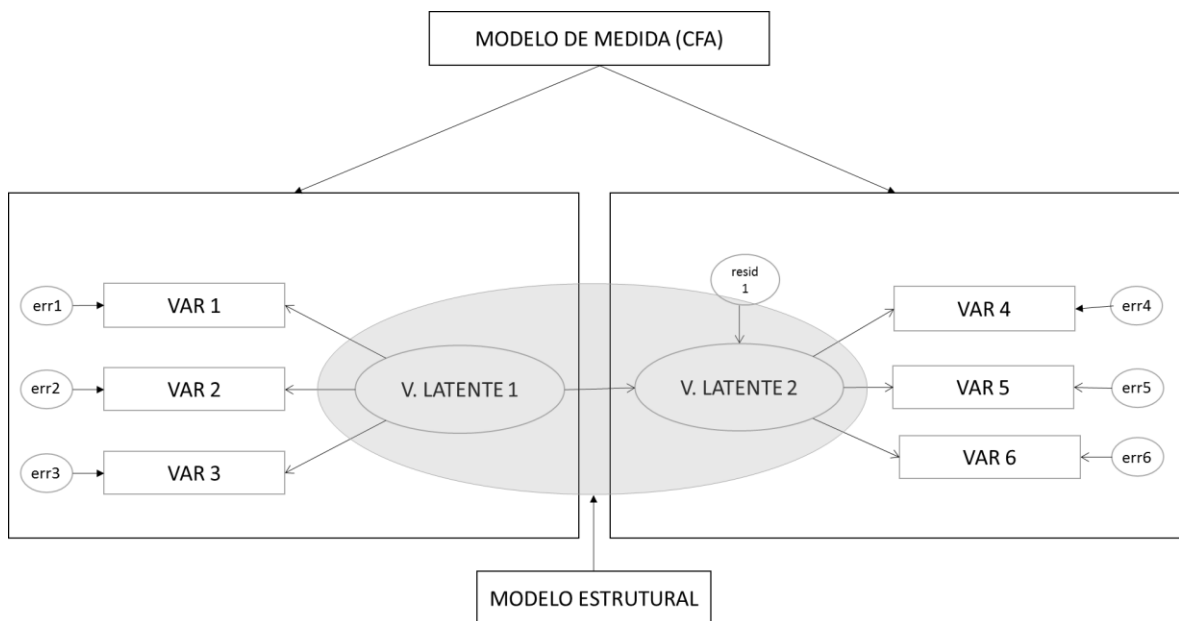 MODELO DE MEDIDA (CFA)
resid
1
err1
VAR 1
VAR 4
err4
err2
VAR 2
V. LATENTE 1
V. LATENTE 2
VAR 5
err5
err3
VAR 3
VAR 6
err6
MODELO ESTRUTURAL